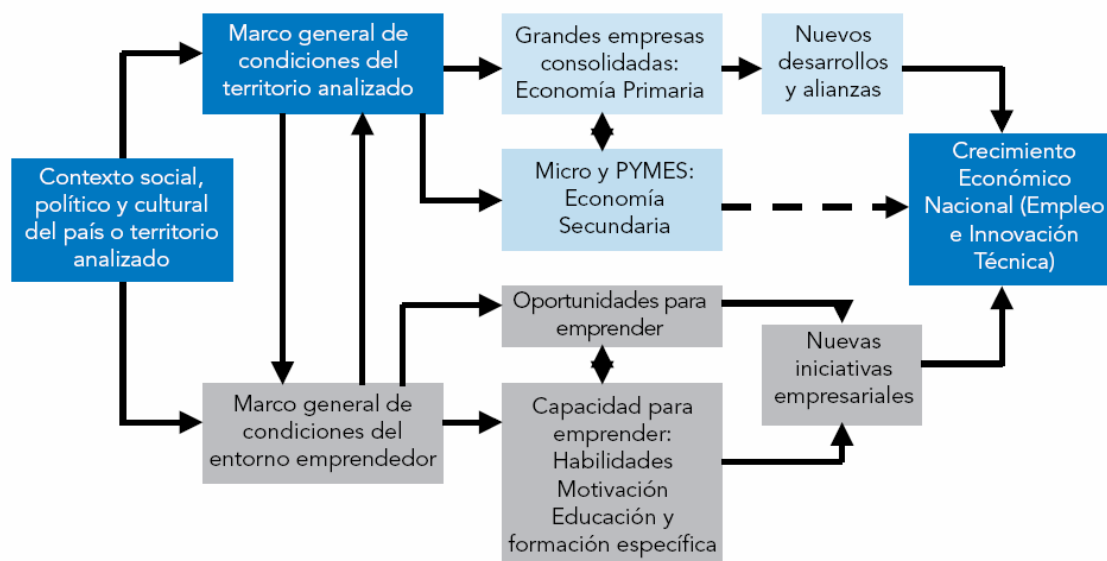 Marco general de
condiciones del
territorio analizado
Grandes empresas
consolidadas:
Economía Primaria
Nuevos
desarrollos
y alianzas
Contexto social,
político y cultural
del país o territorio
analizado
Micro y PYMES:
Economía
Secundaria
Crecimiento
Económico
Nacional (Empleo
e Innovación
Técnica)
Oportunidades para
emprender
Nuevas
iniciativas
empresariales
Marco general de
condiciones del
entorno emprendedor
Capacidad para
emprender:
Habilidades
Motivación
Educación y
formación específica